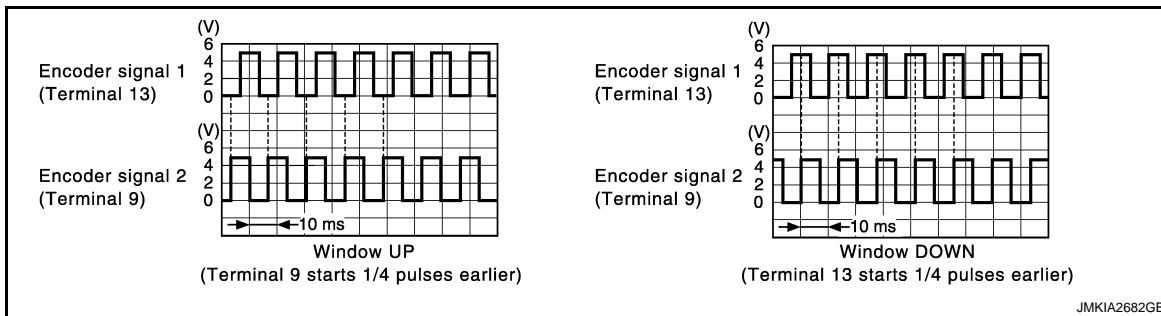 (V)
6
4
2
0
Encoder signal 1
(Terminal 13)
(V)
6
4
2
0
Encoder signal 2
(Terminal 9)
10 ms
Window UP
(Terminal 9 starts 1/4 pulses earlier)
(V)
6
4
2
0
Encoder signal 1
(Terminal 13)
(V)
6
4
2
0
Encoder signal 2
(Terminal 9)
10 ms
Window DOWN
(Terminal 13 starts 1/4 pulses earlier)
JMKIA2682GB